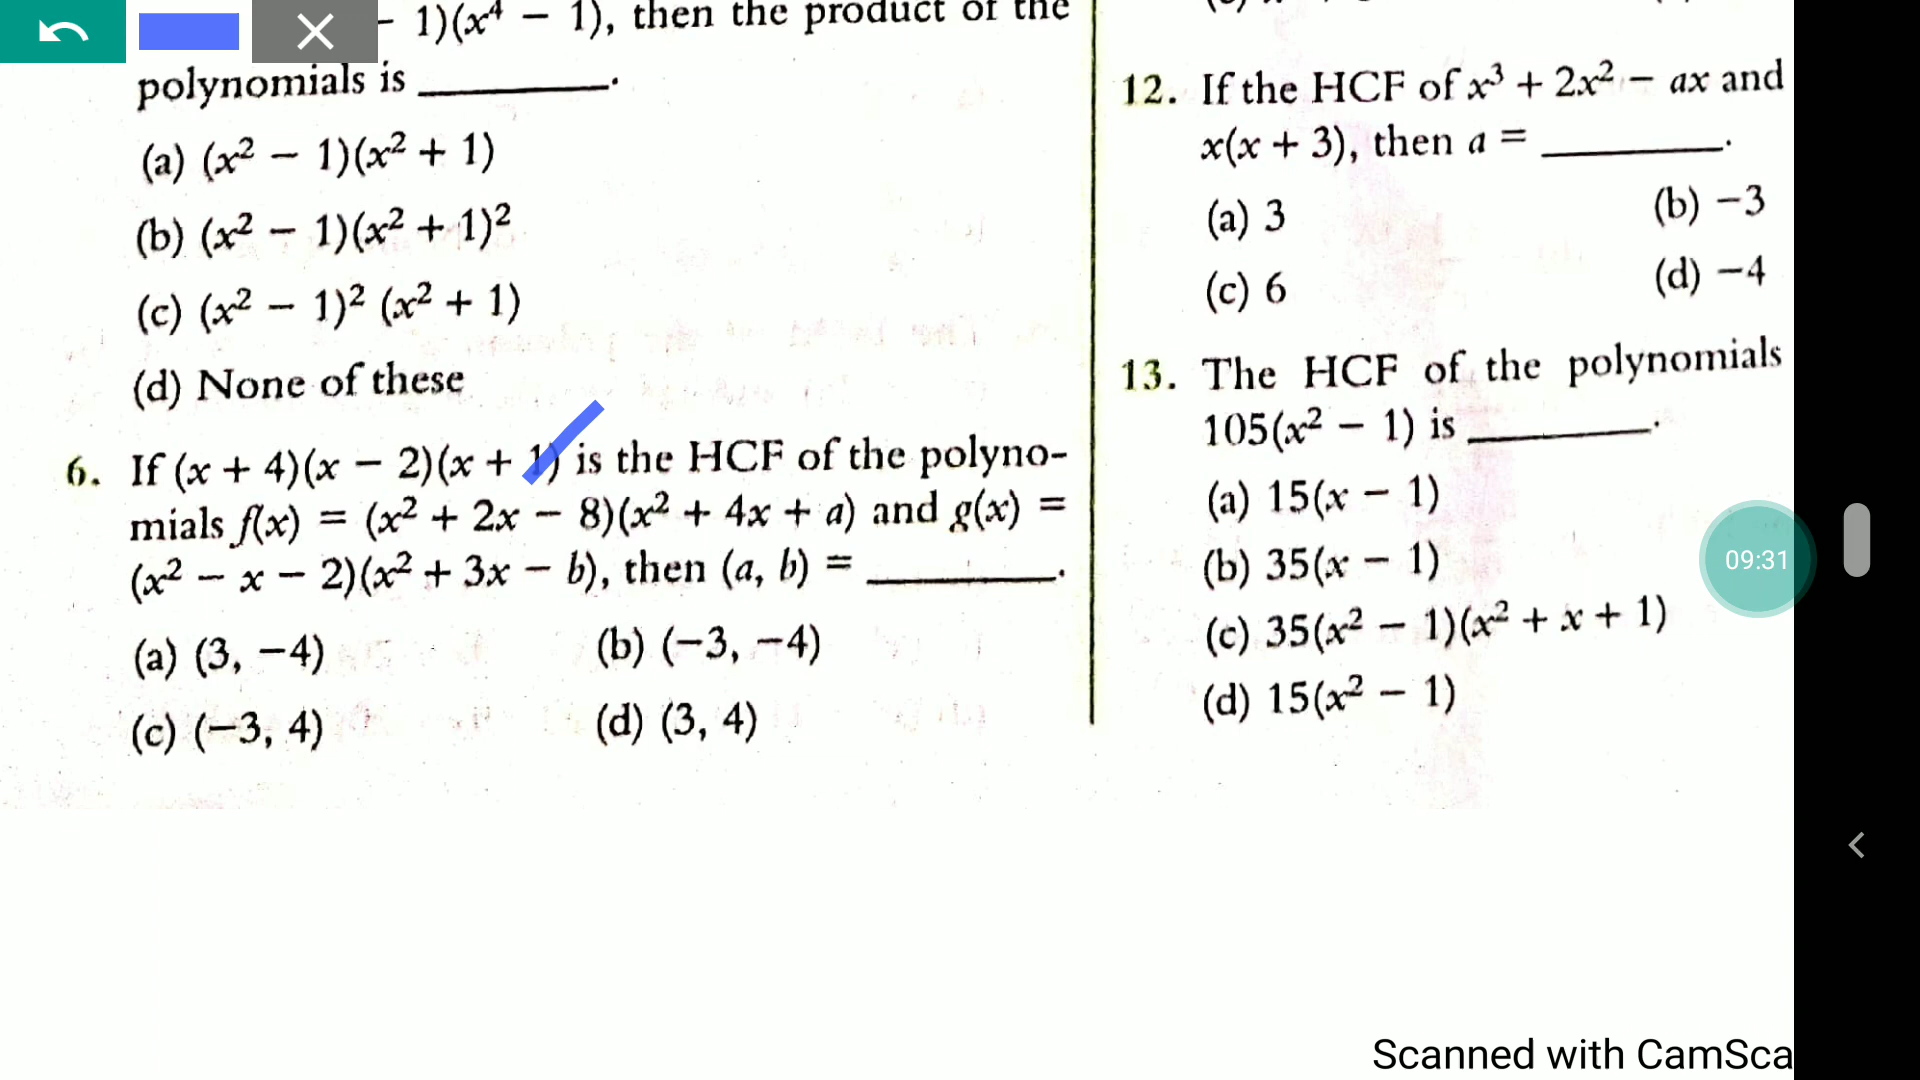 – 1)(x⁴ – 1), then the product of the
polynomials is ________.
(a) (x² – 1)(x² + 1)
(b) (x² – 1)(x² + 1)²
(c) (x² – 1)² (x² + 1)
(d) None of these
6. If (x + 4)(x – 2)(x + 1) is the HCF of the polyno-
mials f(x) = (x² + 2x – 8)(x² + 4x + a) and g(x) =
(x² – x – 2)(x² + 3x – b), then (a, b) = ________.
(a) (3, –4) (b) (–3, –4)
(c) (–3, 4) (d) (3, 4)
12. If the HCF of x³ + 2x² – ax and
x(x + 3), then a = ________.
(a) 3 (b) –3
(c) 6 (d) –4
13. The HCF of the polynomials
105(x² – 1) is ________.
(a) 15(x – 1)
(b) 35(x – 1)
(c) 35(x² – 1)(x² + x + 1)
(d) 15(x² – 1)
09:31
Scanned with CamSca